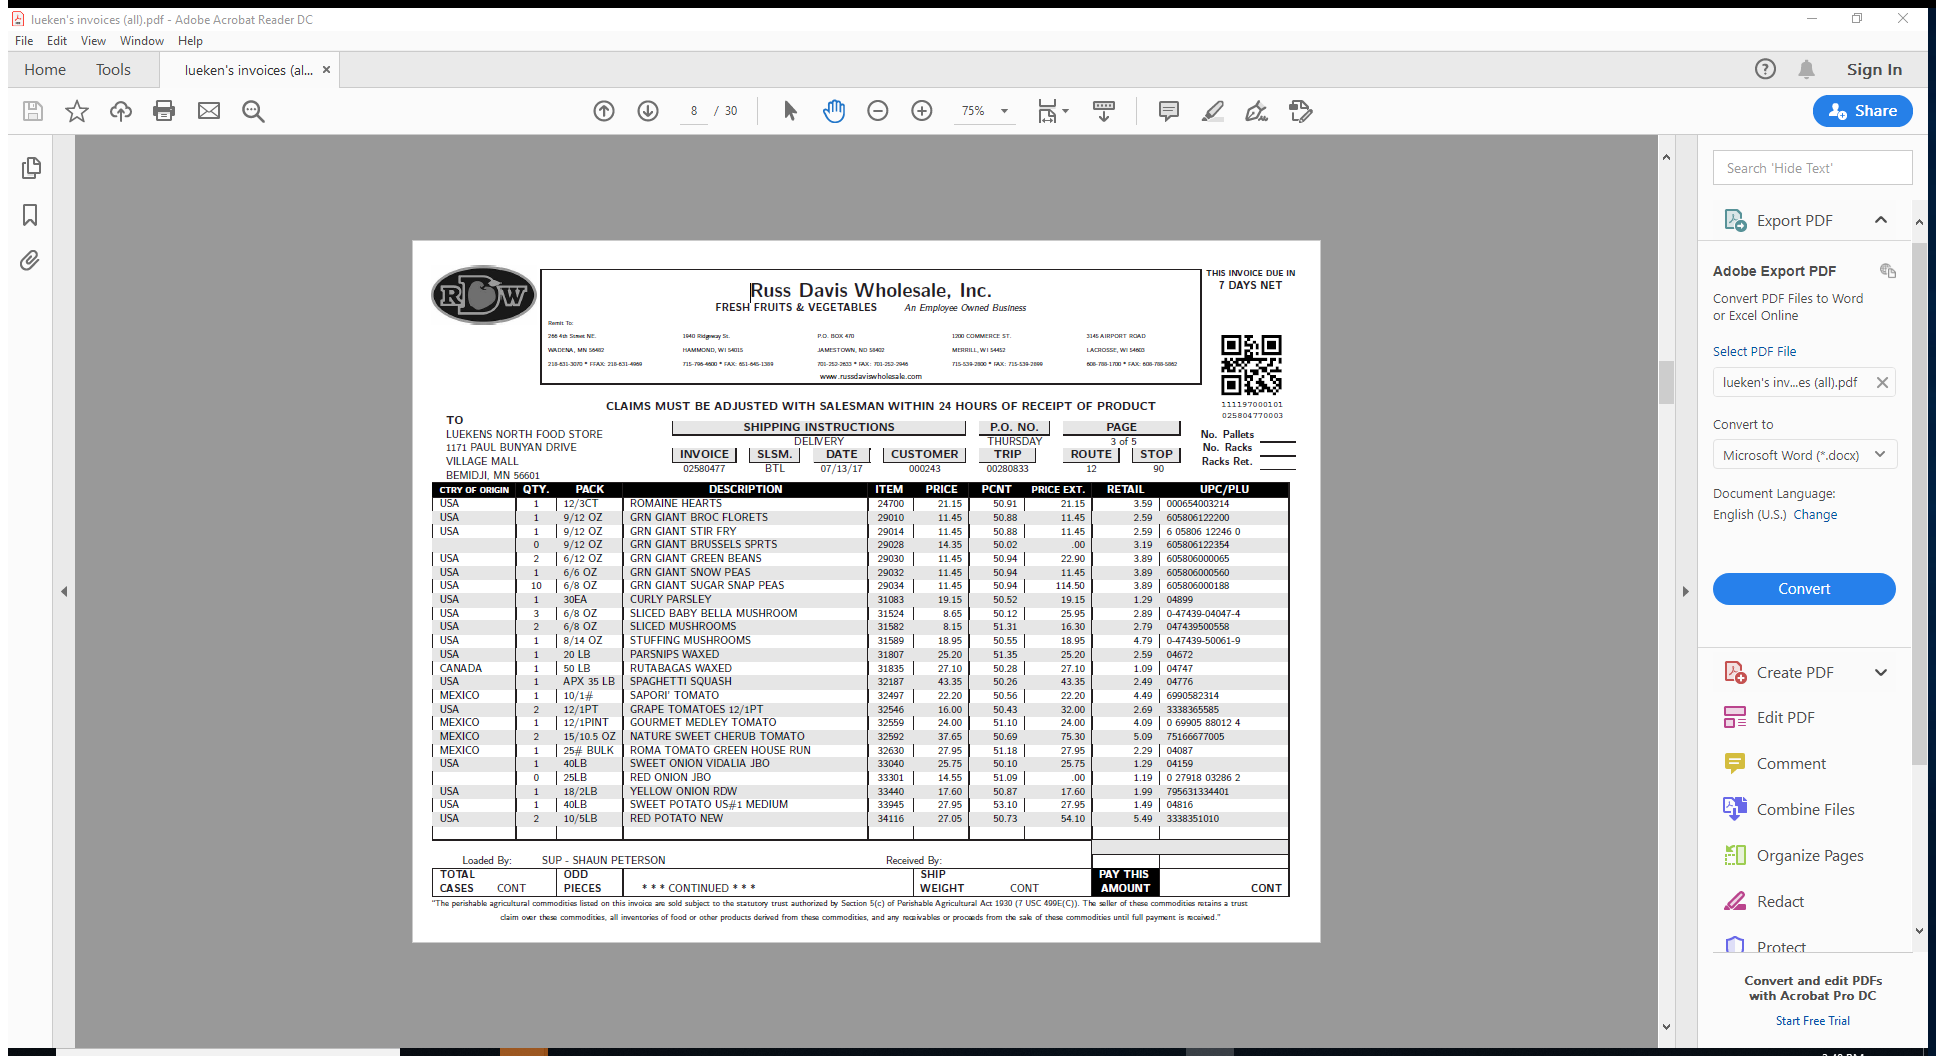 lueken's invoices (all).pdf - Adobe Acrobat Reader DC
File Edit View Window Help
Home Tools lueken's invoices (al... ×
Sign In
8 / 30 75%
Share
Search 'Hide Text'
Export PDF
Adobe Export PDF
Convert PDF Files to Word
or Excel Online
Select PDF File
lueken's inv...es (all).pdf
Convert to
Microsoft Word (*.docx)
Document Language:
English (U.S.) Change
Convert
Create PDF
Edit PDF
Comment
Combine Files
Organize Pages
Redact
Protect
Convert and edit PDFs
with Acrobat Pro DC
Start Free Trial
RDW
Russ Davis Wholesale, Inc.
FRESH FRUITS & VEGETABLES An Employee Owned Business
THIS INVOICE DUE IN
7 DAYS NET
Remit To:
266 4th Street NE. 1940 Ridgeway St. P.O. BOX 470 1200 COMMERCE ST. 3145 AIRPORT ROAD
WADENA, MN 56482 HAMMOND, WI 54015 JAMESTOWN, ND 58402 MERRILL, WI 54452 LACROSSE, WI 54603
218-631-3070 * FFAX: 218-631-4969 715-796-4600 * FAX: 651-645-1389 701-252-2633 * FAX: 701-252-2946 715-539-2800 * FAX: 715-539-2899 608-788-1700 * FAX: 608-788-5862
www.russdaviswholesale.com
111197000101
025804770003
CLAIMS MUST BE ADJUSTED WITH SALESMAN WITHIN 24 HOURS OF RECEIPT OF PRODUCT
TO
LUEKENS NORTH FOOD STORE
1171 PAUL BUNYAN DRIVE
VILLAGE MALL
BEMIDJI, MN 56601
SHIPPING INSTRUCTIONS P.O. NO. PAGE
DELIVERY THURSDAY 3 of 5
INVOICE SLSM. DATE CUSTOMER TRIP ROUTE STOP
02580477 BTL 07/13/17 000243 00280833 12 90
No. Pallets
No. Racks
Racks Ret.
CTRY OF ORIGIN QTY. PACK DESCRIPTION ITEM PRICE PCNT PRICE EXT. RETAIL UPC/PLU
USA 1 12/3CT ROMAINE HEARTS 24700 21.15 50.91 21.15 3.59 000654003214
USA 1 9/12 OZ GRN GIANT BROC FLORETS 29010 11.45 50.88 11.45 2.59 605806122200
USA 1 9/12 OZ GRN GIANT STIR FRY 29014 11.45 50.88 11.45 2.59 6 05806 12246 0
0 9/12 OZ GRN GIANT BRUSSELS SPRTS 29028 14.35 50.02 .00 3.19 605806122354
USA 2 6/12 OZ GRN GIANT GREEN BEANS 29030 11.45 50.94 22.90 3.89 605806000065
USA 1 6/6 OZ GRN GIANT SNOW PEAS 29032 11.45 50.94 11.45 3.89 605806000560
USA 10 6/8 OZ GRN GIANT SUGAR SNAP PEAS 29034 11.45 50.94 114.50 3.89 605806000188
USA 1 30EA CURLY PARSLEY 31083 19.15 50.52 19.15 1.29 04899
USA 3 6/8 OZ SLICED BABY BELLA MUSHROOM 31524 8.65 50.12 25.95 2.89 0-47439-04047-4
USA 2 6/8 OZ SLICED MUSHROOMS 31582 8.15 51.31 16.30 2.79 047439500558
USA 1 8/14 OZ STUFFING MUSHROOMS 31589 18.95 50.55 18.95 4.79 0-47439-50061-9
USA 1 20 LB PARSNIPS WAXED 31807 25.20 51.35 25.20 2.59 04672
CANADA 1 50 LB RUTABAGAS WAXED 31835 27.10 50.28 27.10 1.09 04747
USA 1 APX 35 LB SPAGHETTI SQUASH 32187 43.35 50.26 43.35 2.49 04776
MEXICO 1 10/1# SAPORI' TOMATO 32497 22.20 50.56 22.20 4.49 6990582314
USA 2 12/1PT GRAPE TOMATOES 12/1PT 32546 16.00 50.43 32.00 2.69 3338365585
MEXICO 1 12/1PINT GOURMET MEDLEY TOMATO 32559 24.00 51.10 24.00 4.09 0 69905 88012 4
MEXICO 2 15/10.5 OZ NATURE SWEET CHERUB TOMATO 32592 37.65 50.69 75.30 5.09 75166677005
MEXICO 1 25# BULK ROMA TOMATO GREEN HOUSE RUN 32630 27.95 51.18 27.95 2.29 04087
USA 1 40LB SWEET ONION VIDALIA JBO 33040 25.75 50.10 25.75 1.29 04159
0 25LB RED ONION JBO 33301 14.55 51.09 .00 1.19 0 27918 03286 2
USA 1 18/2LB YELLOW ONION RDW 33440 17.60 50.87 17.60 1.99 795631334401
USA 1 40LB SWEET POTATO US#1 MEDIUM 33945 27.95 53.10 27.95 1.49 04816
USA 2 10/5LB RED POTATO NEW 34116 27.05 50.73 54.10 5.49 3338351010
Loaded By: SUP - SHAUN PETERSON Received By:
TOTAL ODD SHIP PAY THIS
CASES CONT PIECES * * * CONTINUED * * * WEIGHT CONT AMOUNT CONT
"The perishable agricultural commodities listed on this invoice are sold subject to the statutory trust authorized by Section 5(c) of Perishable Agricultural Act 1930 (7 USC 499E(C)). The seller of these commodities retains a trust
claim over these commodities, all inventories of food or other products derived from these commodities, and any receivables or proceeds from the sale of these commodities until full payment is received."